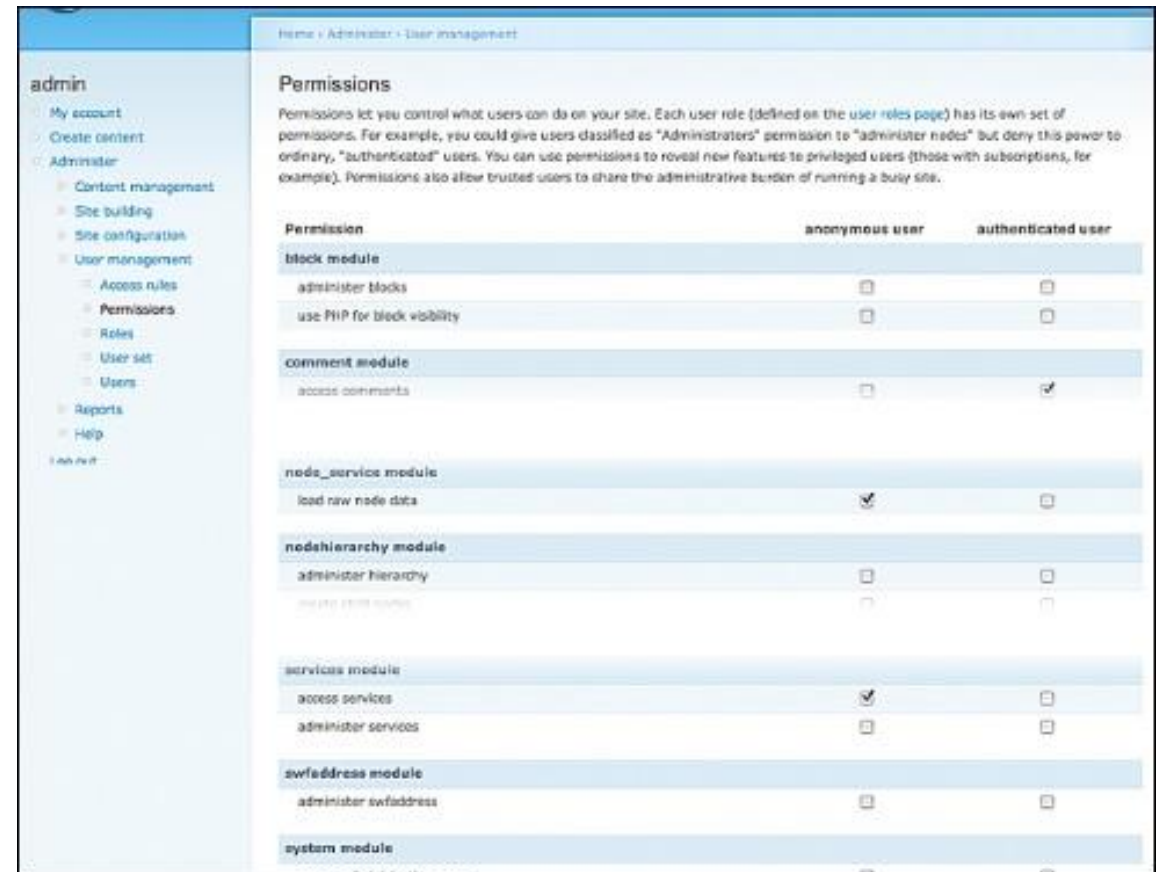 Home › Administer › User management
admin
My account
Create content
Administer
Content management
Site building
Site configuration
User management
Access rules
Permissions
Roles
User set
Users
Reports
Help
Log out
Permissions
Permissions let you control what users can do on your site. Each user role (defined on the user roles page) has its own set of
permissions. For example, you could give users classified as "Administrators" permission to "administer nodes" but deny this power to
ordinary, "authenticated" users. You can use permissions to reveal new features to privileged users (those with subscriptions, for
example). Permissions also allow trusted users to share the administrative burden of running a busy site.
Permission anonymous user authenticated user
block module
administer blocks
use PHP for block visibility
comment module
access comments
node_service module
load raw node data
nodehierarchy module
administer hierarchy
create child nodes
services module
access services
administer services
swfaddress module
administer swfaddress
system module